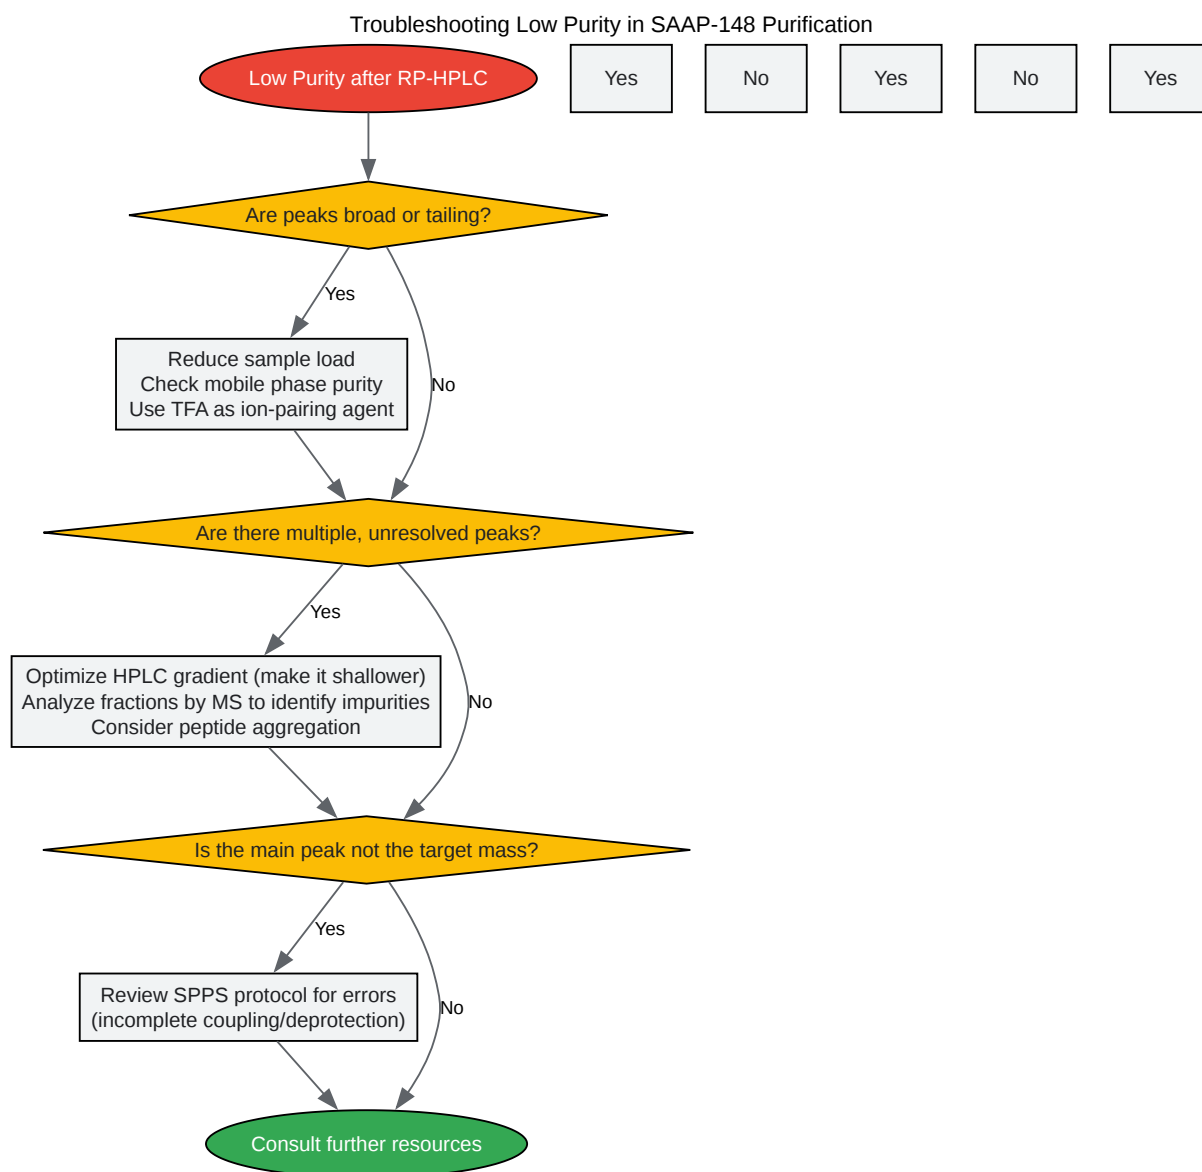 Troubleshooting Low Purity in SAAP-148 Purification
Low Purity after RP-HPLC
Yes
No
Yes
No
Yes
Are peaks broad or tailing?
Yes
Reduce sample load
Check mobile phase purity
Use TFA as ion-pairing agent
No
Are there multiple, unresolved peaks?
Yes
Optimize HPLC gradient (make it shallower)
Analyze fractions by MS to identify impurities
Consider peptide aggregation
No
Is the main peak not the target mass?
Yes
Review SPPS protocol for errors
(incomplete coupling/deprotection)
No
Consult further resources